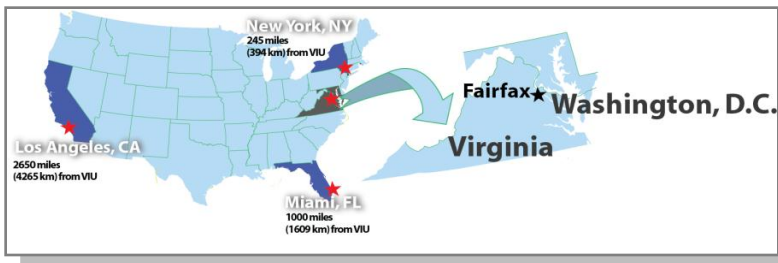 New York, NY
245 miles
(394 km) from VIU
Los Angeles, CA
2650 miles
(4265 km) from VIU
Miami, FL
1000 miles
(1609 km) from VIU
Fairfax
Washington, D.C.
Virginia